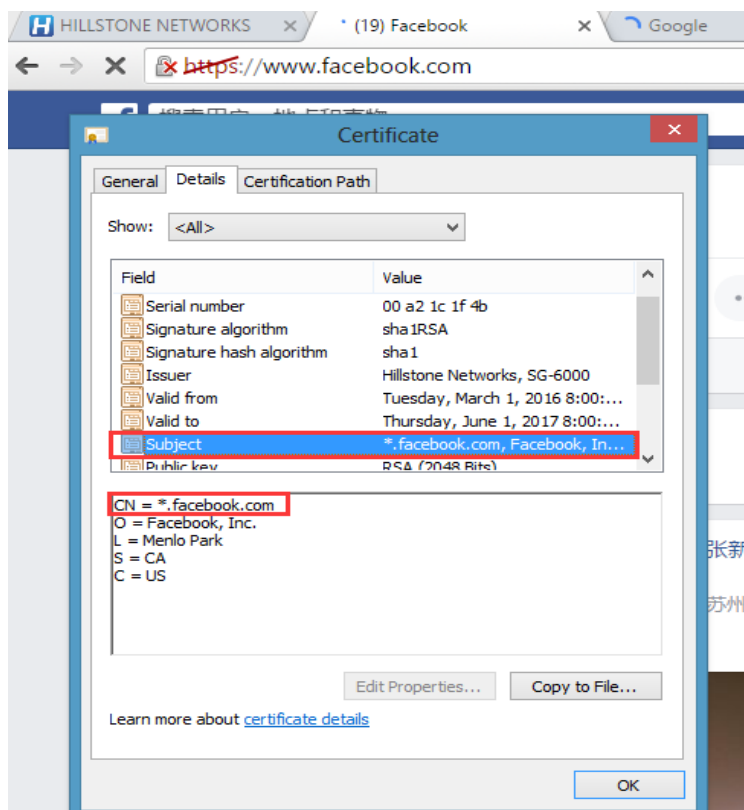 HILLSTONE NETWORKS
(19) Facebook
Google
https://www.facebook.com
Certificate
General Details Certification Path
Show: <All>
Field Value
Serial number 00 a2 1c 1f 4b
Signature algorithm sha1RSA
Signature hash algorithm sha1
Issuer Hillstone Networks, SG-6000
Valid from Tuesday, March 1, 2016 8:00:...
Valid to Thursday, June 1, 2017 8:00:...
Subject *.facebook.com, Facebook, In...
Public key RSA (2048 Bits)
CN = *.facebook.com
O = Facebook, Inc.
L = Menlo Park
S = CA
C = US
张新
苏州
Edit Properties... Copy to File...
Learn more about certificate details
OK